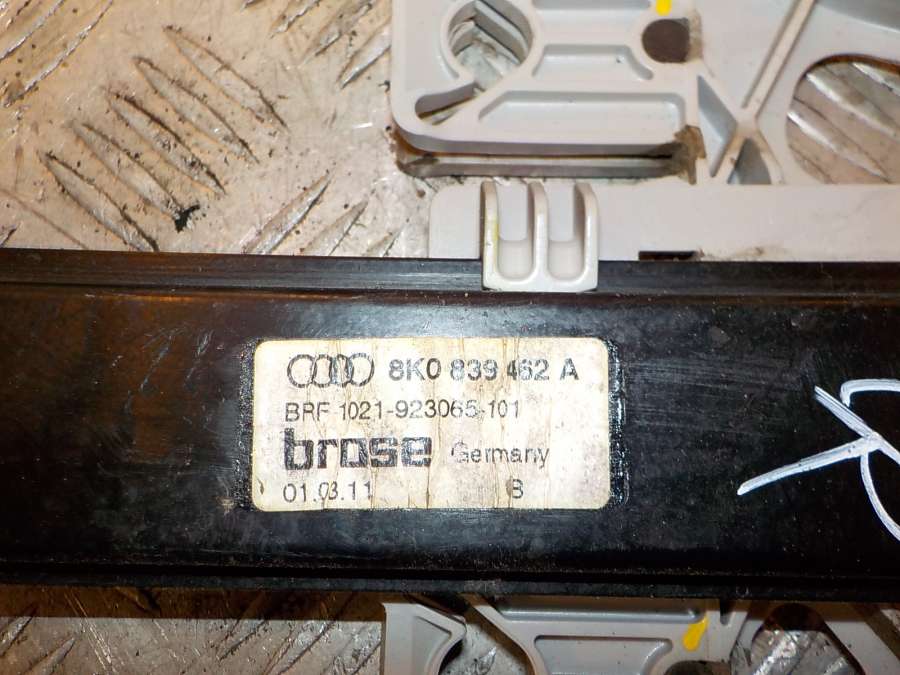 8K0 839 462 A
BRF 1021-923065-101
brose Germany
01.03.11 B